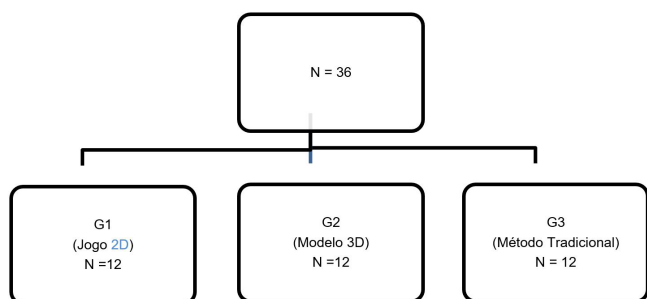 N = 36
G1
(Jogo 2D)
N =12
G2
(Modelo 3D)
N =12
G3
(Método Tradicional)
N = 12